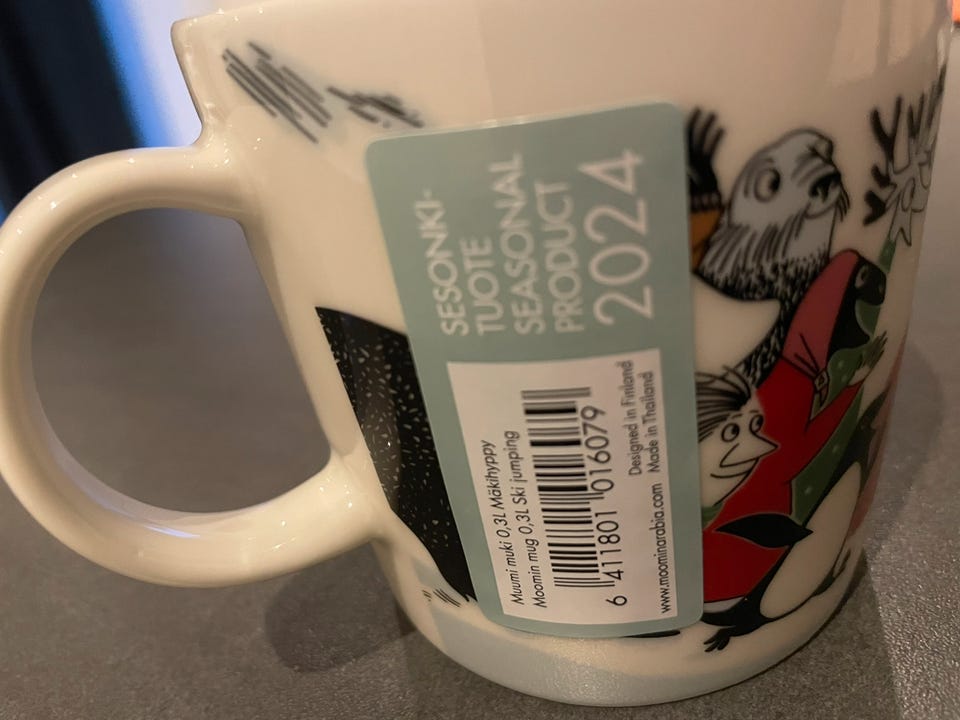 SESONKI-
TUOTE
SEASONAL
PRODUCT
2024
Muumi muki 0,3L Mäkihyppy
Moomin mug 0,3L Ski jumping
6 411801 016079
Designed in Finland
www.moominarabia.com Made in Thailand